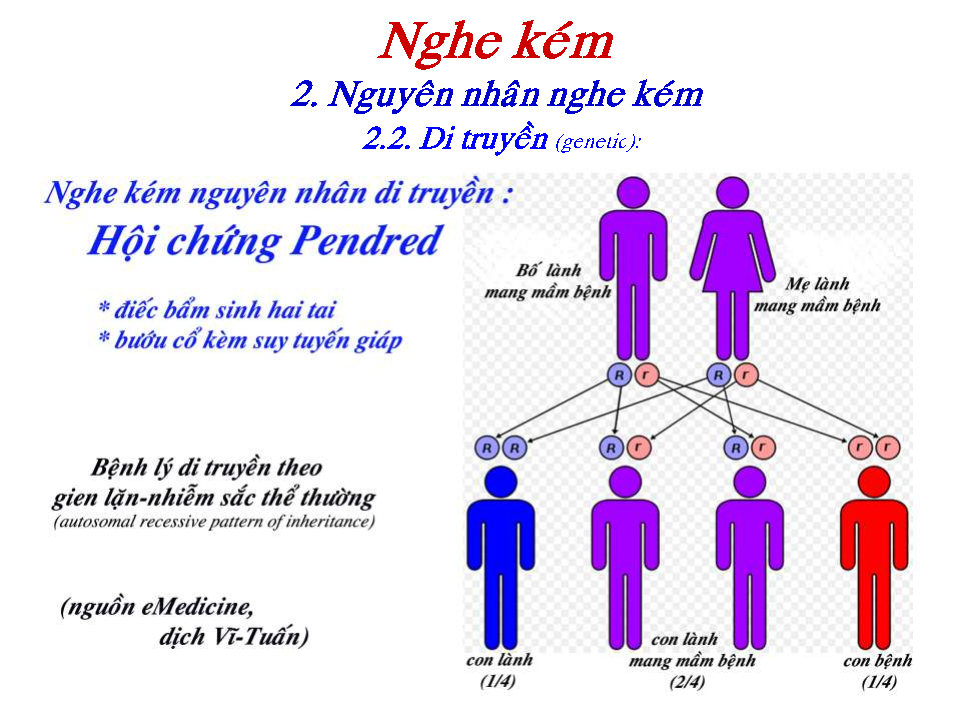 Nghe kém
2. Nguyên nhân nghe kém
2.2. Di truyền (genetic):
Nghe kém nguyên nhân di truyền :
Hội chứng Pendred
* điếc bẩm sinh hai tai
* bướu cổ kèm suy tuyến giáp
Bệnh lý di truyền theo
gien lặn-nhiễm sắc thể thường
(autosomal recessive pattern of inheritance)
(nguồn eMedicine,
dịch Vĩ-Tuấn)
Bố lành
mang mầm bệnh
Mẹ lành
mang mầm bệnh
R r R r
R R R r R r r r
con lành
(1/4)
con lành
mang mầm bệnh
(2/4)
con bệnh
(1/4)